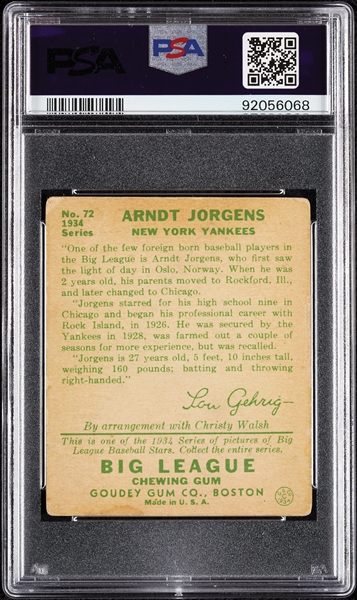 PSA
PSA
92056068
No. 72
1934
Series
ARNDT JORGENS
NEW YORK YANKEES
"One of the few foreign born baseball players in
the Big League is Arndt Jorgens, who first saw
the light of day in Oslo, Norway. When he was
2 years old, his parents moved to Rockford, Ill.,
and later changed to Chicago.
"Jorgens starred for his high school nine in
Chicago and began his professional career with
Rock Island, in 1926. He was secured by the
Yankees in 1928, was farmed out a couple of
seasons for more experience, but was recalled.
"Jorgens is 27 years old, 5 feet, 10 inches tall,
weighing 160 pounds; batting and throwing
right-handed."
Lou Gehrig
By arrangement with Christy Walsh
This is one of the 1934 Series of pictures of Big
League Baseball Stars. Collect the entire series.
BIG LEAGUE
CHEWING GUM
GOUDEY GUM CO., BOSTON
Made in U. S. A.